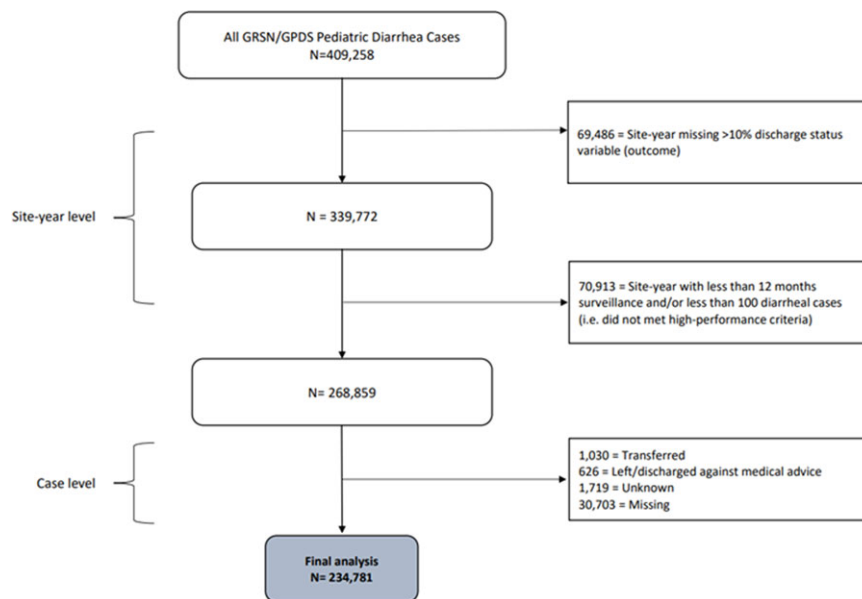 All GRSN/GPDS Pediatric Diarrhea Cases
N=409,258
69,486 = Site-year missing >10% discharge status
variable (outcome)
Site-year level
N = 339,772
70,913 = Site-year with less than 12 months
surveillance and/or less than 100 diarrheal cases
(i.e. did not met high-performance criteria)
N= 268,859
Case level
1,030 = Transferred
626 = Left/discharged against medical advice
1,719 = Unknown
30,703 = Missing
Final analysis
N= 234,781